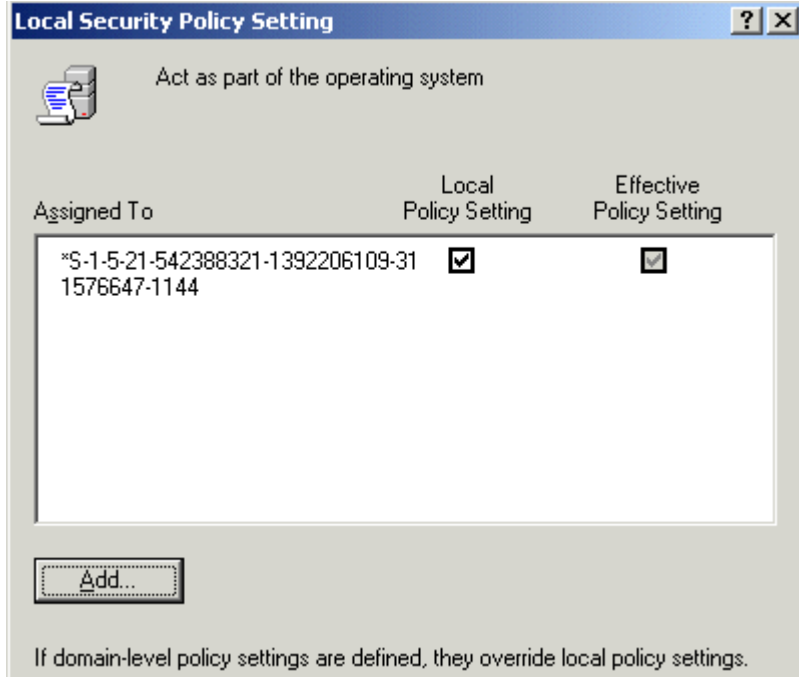 Local Security Policy Setting
Act as part of the operating system
Local Effective
Assigned To Policy Setting Policy Setting
*S-1-5-21-542388321-1392206109-31
1576647-1144
Add...
If domain-level policy settings are defined, they override local policy settings.